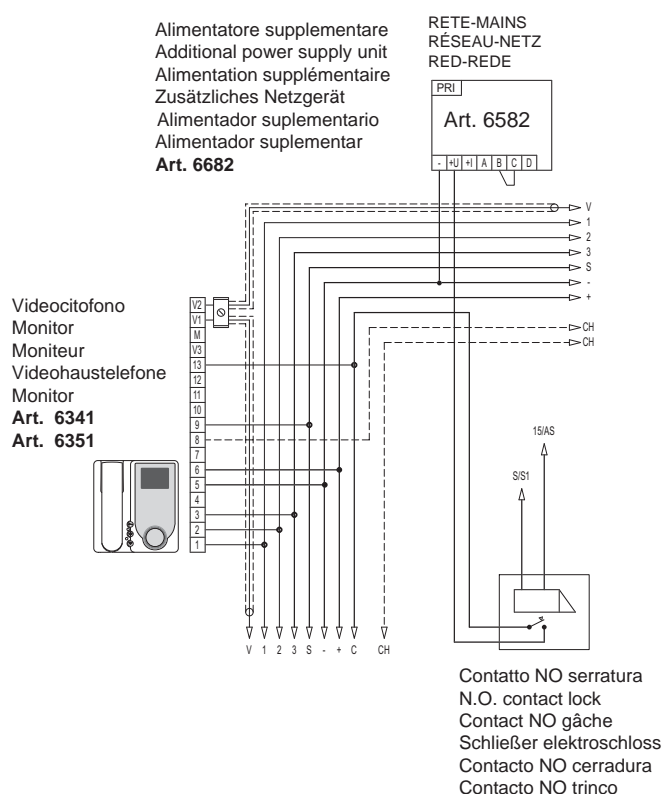 Alimentatore supplementare
Additional power supply unit
Alimentation supplémentaire
Zusätzliches Netzgerät
Alimentador suplementario
Alimentador suplementar
Art. 6682
RETE-MAINS
RÉSEAU-NETZ
RED-REDE
PRI
Art. 6582
- +U +I A B C D
V
1
2
3
S
-
+
CH
CH
Videocitofono
Monitor
Moniteur
Videohaustelefone
Monitor
Art. 6341
Art. 6351
V2
V1
M
V3
13
12
11
10
9
8
7
6
5
4
3
2
1
15/AS
S/S1
V 1 2 3 S - + C CH
Contatto NO serratura
N.O. contact lock
Contact NO gâche
Schließer elektroschloss
Contacto NO cerradura
Contacto NO trinco